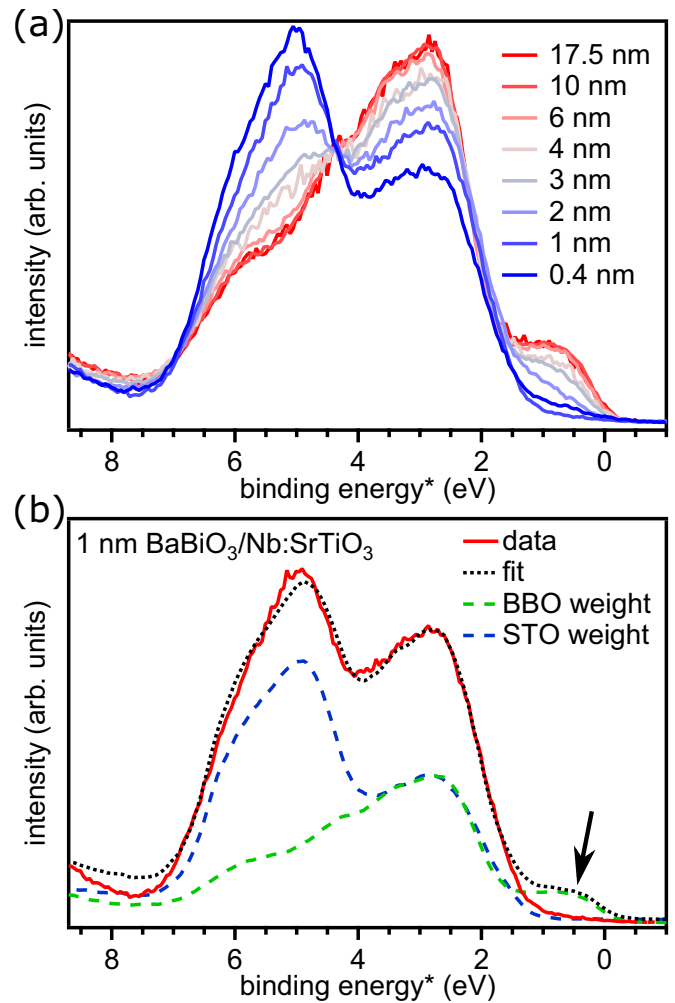 (a)
17.5 nm
10 nm
6 nm
4 nm
3 nm
2 nm
1 nm
0.4 nm
intensity (arb. units)
8 6 4 2 0
binding energy* (eV)
(b)
1 nm BaBiO₃/Nb:SrTiO₃
data
fit
BBO weight
STO weight
intensity (arb. units)
8 6 4 2 0
binding energy* (eV)